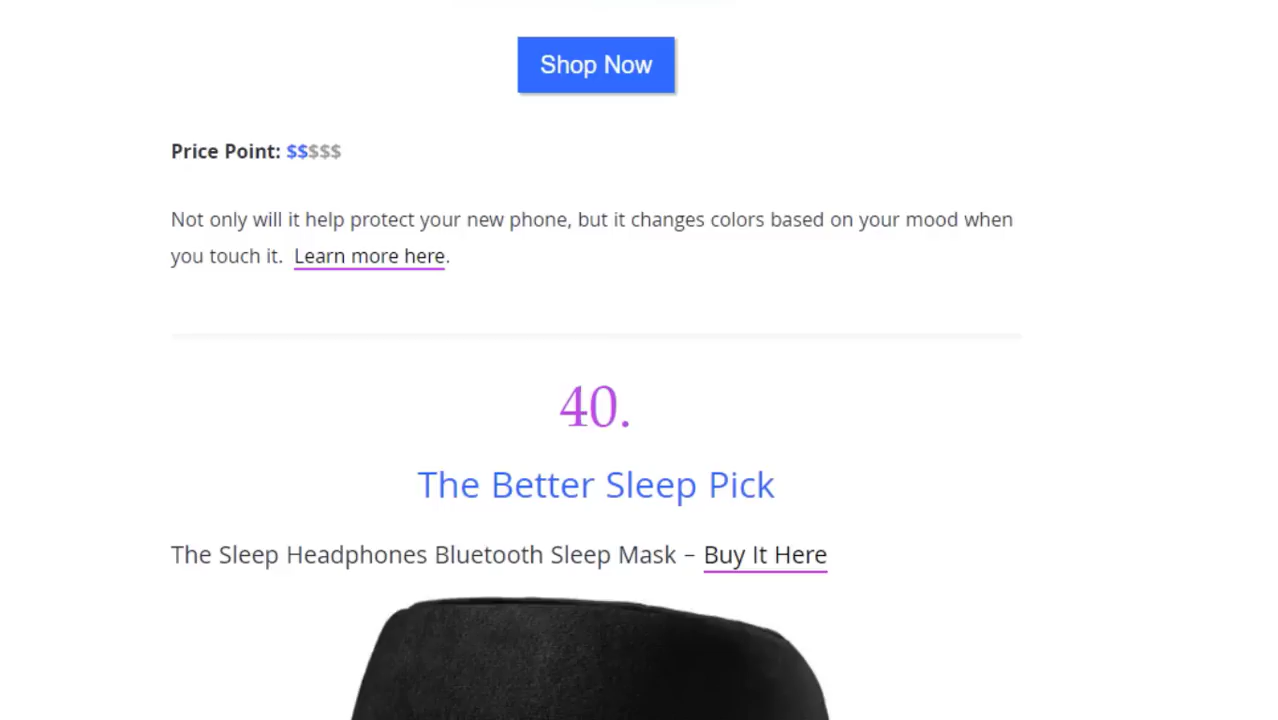 Shop Now
Price Point: $$$$$
Not only will it help protect your new phone, but it changes colors based on your mood when
you touch it. Learn more here.
40.
The Better Sleep Pick
The Sleep Headphones Bluetooth Sleep Mask – Buy It Here